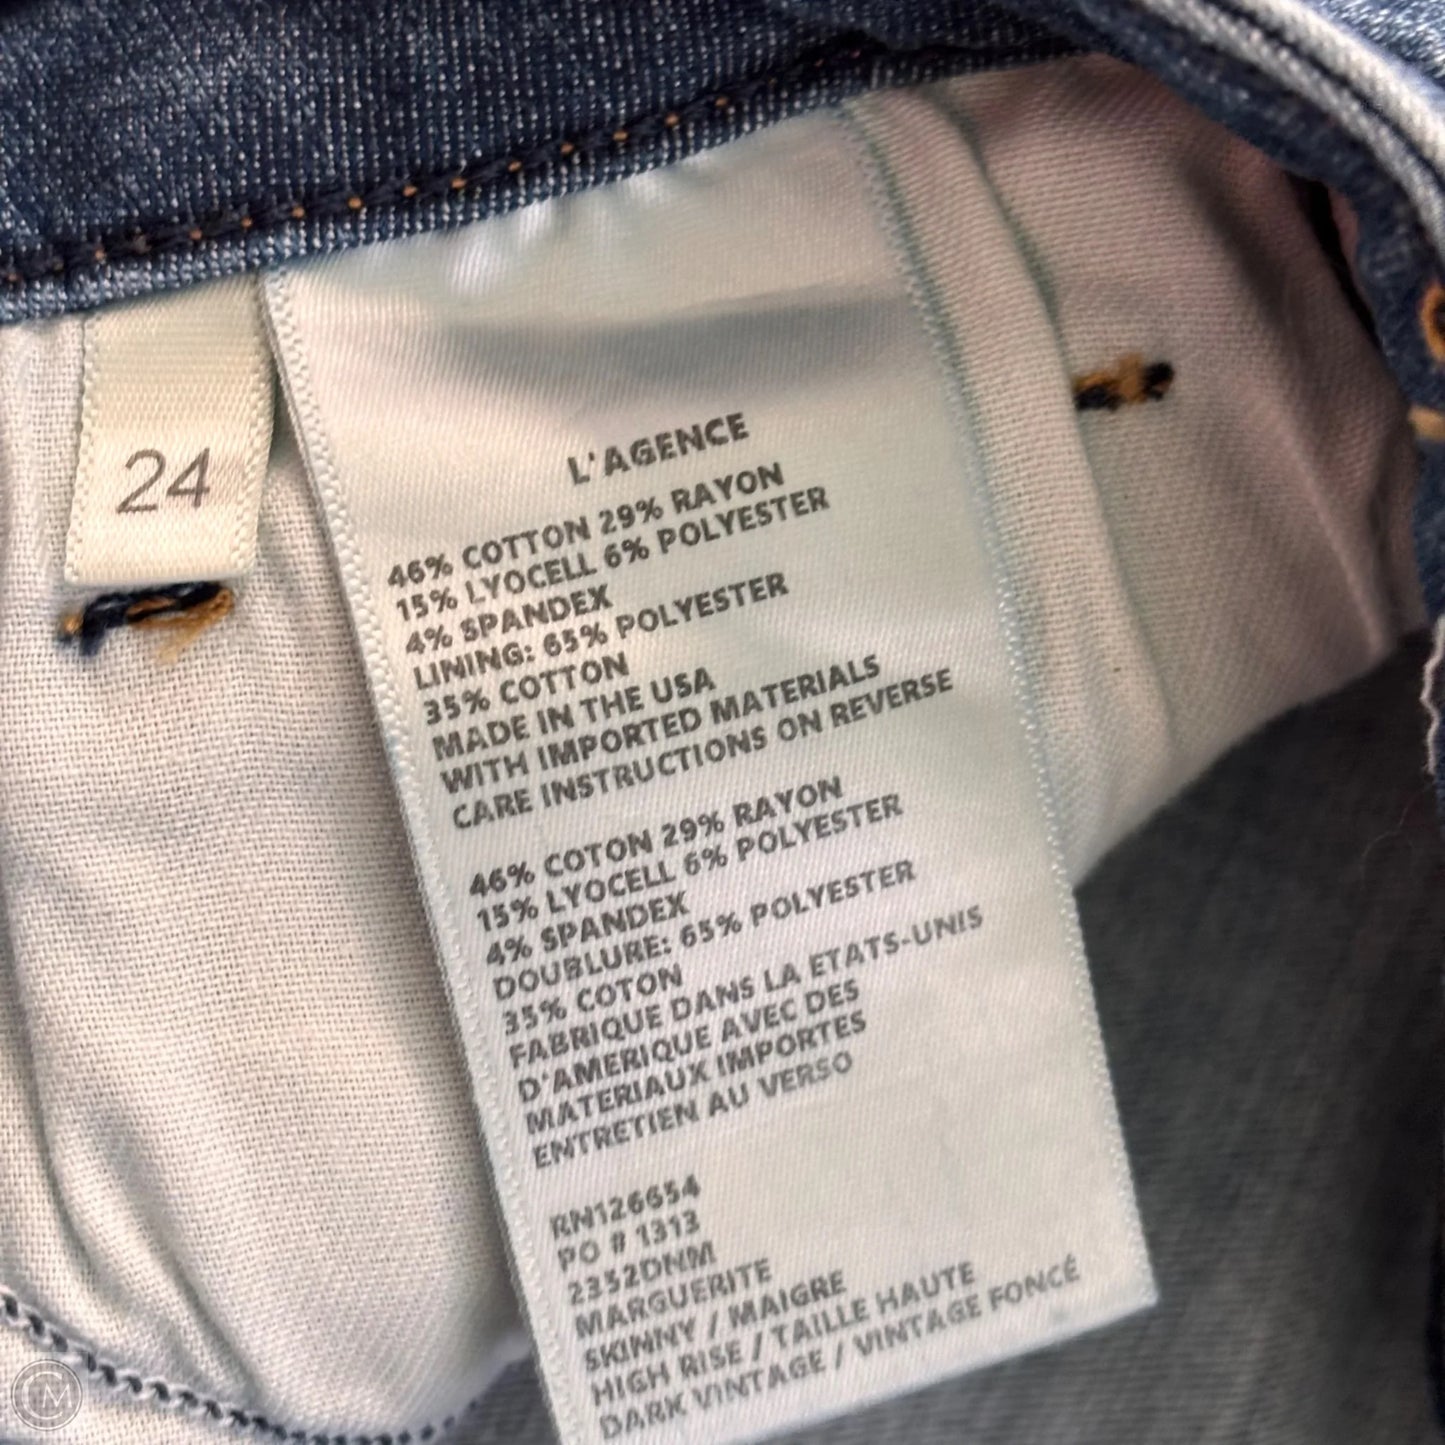 24
L'AGENCE
46% COTTON 29% RAYON
15% LYOCELL 6% POLYESTER
4% SPANDEX
LINING: 65% POLYESTER
35% COTTON
MADE IN THE USA
WITH IMPORTED MATERIALS
CARE INSTRUCTIONS ON REVERSE
46% COTON 29% RAYON
15% LYOCELL 6% POLYESTER
4% SPANDEX
DOUBLURE: 65% POLYESTER
35% COTON
FABRIQUE DANS LA ETATS-UNIS
D'AMERIQUE AVEC DES
MATERIAUX IMPORTES
ENTRETIEN AU VERSO
RN126654
PO # 1313
2352DNM
MARGUERITE
SKINNY / MAIGRE
HIGH RISE / TAILLE HAUTE
DARK VINTAGE / VINTAGE FONCÉ
CM